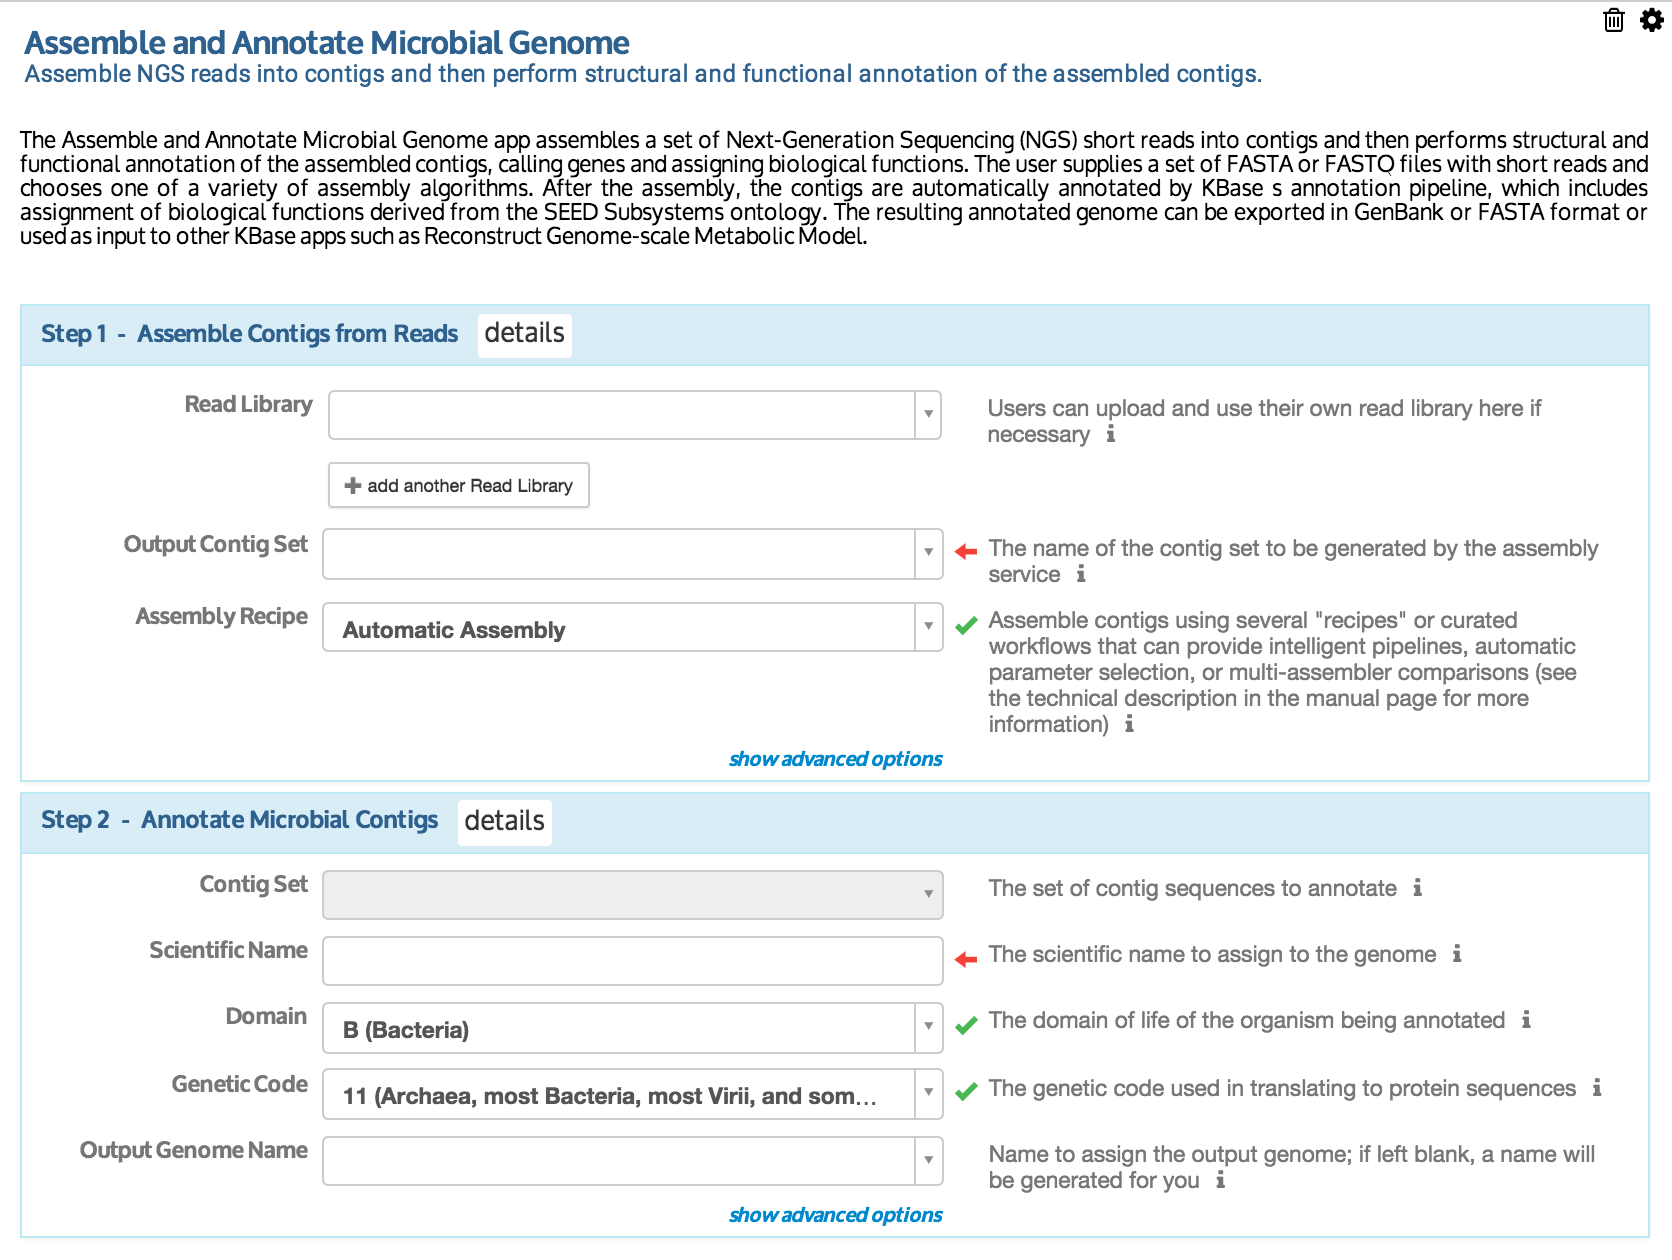 Assemble and Annotate Microbial Genome
Assemble NGS reads into contigs and then perform structural and functional annotation of the assembled contigs.
The Assemble and Annotate Microbial Genome app assembles a set of Next-Generation Sequencing (NGS) short reads into contigs and then performs structural and
functional annotation of the assembled contigs, calling genes and assigning biological functions. The user supplies a set of FASTA or FASTQ files with short reads and
chooses one of a variety of assembly algorithms. After the assembly, the contigs are automatically annotated by KBase s annotation pipeline, which includes
assignment of biological functions derived from the SEED Subsystems ontology. The resulting annotated genome can be exported in GenBank or FASTA format or
used as input to other KBase apps such as Reconstruct Genome-scale Metabolic Model.
Step 1 - Assemble Contigs from Reads details
Read Library
Users can upload and use their own read library here if
necessary
add another Read Library
Output Contig Set
The name of the contig set to be generated by the assembly
service
Assembly Recipe
Automatic Assembly
Assemble contigs using several "recipes" or curated
workflows that can provide intelligent pipelines, automatic
parameter selection, or multi-assembler comparisons (see
the technical description in the manual page for more
information)
show advanced options
Step 2 - Annotate Microbial Contigs details
Contig Set
The set of contig sequences to annotate
Scientific Name
The scientific name to assign to the genome
Domain
B (Bacteria)
The domain of life of the organism being annotated
Genetic Code
11 (Archaea, most Bacteria, most Virii, and som...
The genetic code used in translating to protein sequences
Output Genome Name
Name to assign the output genome; if left blank, a name will
be generated for you
show advanced options